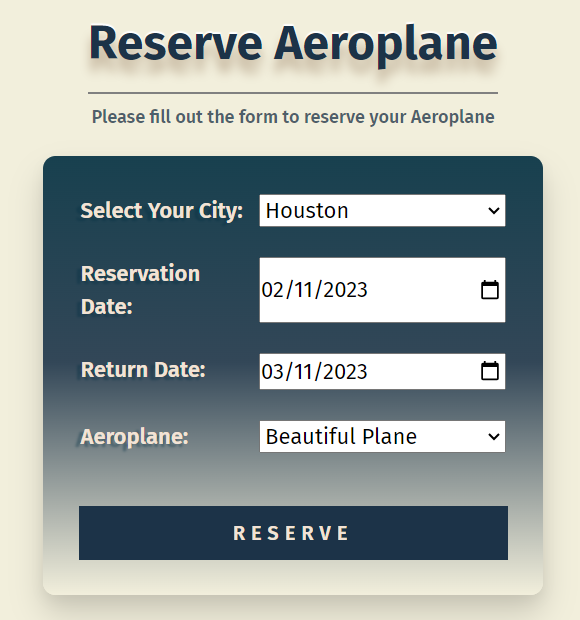 Reserve Aeroplane
Please fill out the form to reserve your Aeroplane
Select Your City: Houston
Reservation
Date: 02/11/2023
Return Date: 03/11/2023
Aeroplane: Beautiful Plane
RESERVE